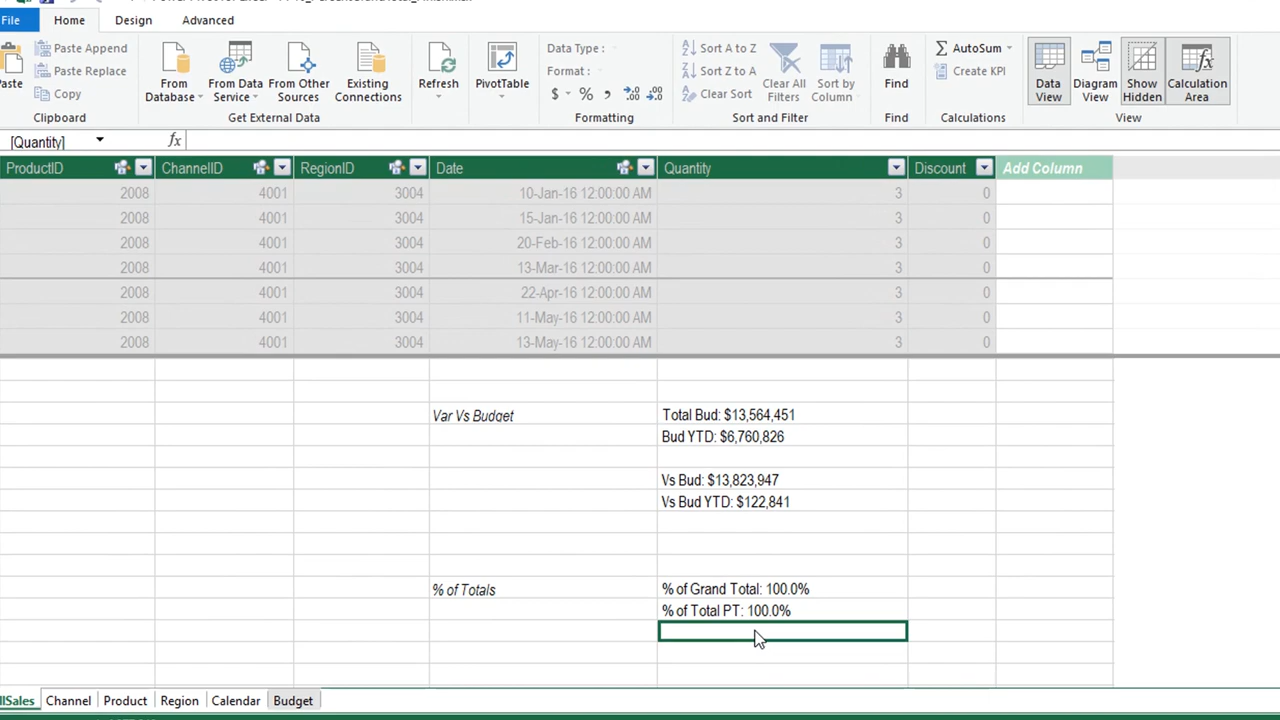 File Home Design Advanced
Paste Append
Paste Replace
Copy
Paste
Clipboard
From Database
From Data Service
From Other Sources
Existing Connections
Get External Data
Refresh
PivotTable
Data Type :
Format :
$ % ,
Formatting
Sort A to Z
Sort Z to A
Clear Sort
Clear All Filters
Sort by Column
Sort and Filter
Find
Find
AutoSum
Create KPI
Calculations
Data View
Diagram View
Show Hidden
Calculation Area
View
[Quantity] fx
ProductID ChannelID RegionID Date Quantity Discount Add Column
2008 4001 3004 10-Jan-16 12:00:00 AM 3 0
2008 4001 3004 15-Jan-16 12:00:00 AM 3 0
2008 4001 3004 20-Feb-16 12:00:00 AM 3 0
2008 4001 3004 13-Mar-16 12:00:00 AM 3 0
2008 4001 3004 22-Apr-16 12:00:00 AM 3 0
2008 4001 3004 11-May-16 12:00:00 AM 3 0
2008 4001 3004 13-May-16 12:00:00 AM 3 0
Var Vs Budget Total Bud: $13,564,451
Bud YTD: $6,760,826
Vs Bud: $13,823,947
Vs Bud YTD: $122,841
% of Totals % of Grand Total: 100.0%
% of Total PT: 100.0%
llSales Channel Product Region Calendar Budget